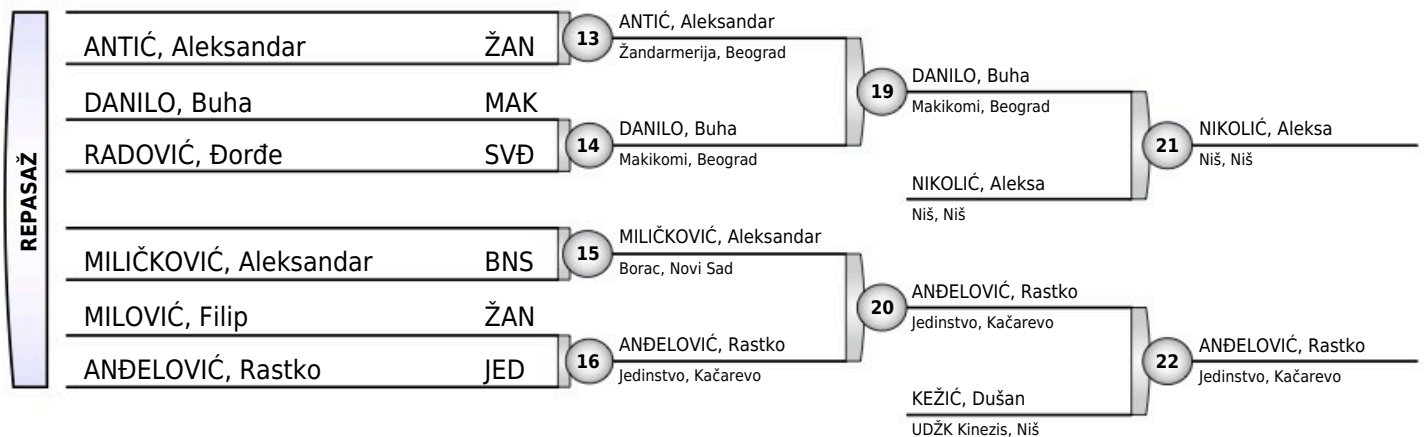 REPASAŽ
ANTIĆ, Aleksandar ŽAN
DANILO, Buha MAK
RADOVIĆ, Đorđe SVĐ
MILIČKOVIĆ, Aleksandar BNS
MILOVIĆ, Filip ŽAN
ANĐELOVIĆ, Rastko JED
13
ANTIĆ, Aleksandar
Žandarmerija, Beograd
14
DANILO, Buha
Makikomi, Beograd
15
MILIČKOVIĆ, Aleksandar
Borac, Novi Sad
16
ANĐELOVIĆ, Rastko
Jedinstvo, Kačarevo
19
DANILO, Buha
Makikomi, Beograd
NIKOLIĆ, Aleksa
Niš, Niš
20
ANĐELOVIĆ, Rastko
Jedinstvo, Kačarevo
KEŽIĆ, Dušan
UDŽK Kinezis, Niš
21
NIKOLIĆ, Aleksa
Niš, Niš
22
ANĐELOVIĆ, Rastko
Jedinstvo, Kačarevo